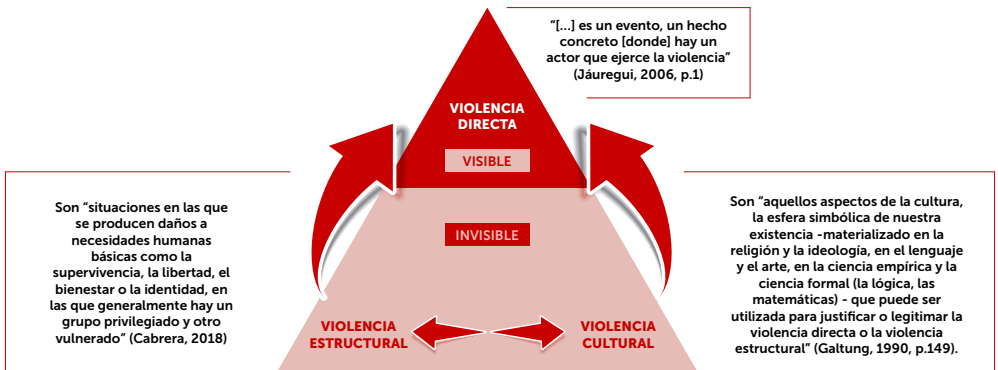 “[...] es un evento, un hecho
concreto [donde] hay un
actor que ejerce la violencia”
(Jáuregui, 2006, p.1)
VIOLENCIA
DIRECTA
VISIBLE
INVISIBLE
Son “situaciones en las que
se producen daños a
necesidades humanas
básicas como la
supervivencia, la libertad, el
bienestar o la identidad, en
las que generalmente hay un
grupo privilegiado y otro
vulnerado” (Cabrera, 2018)
VIOLENCIA
ESTRUCTURAL
VIOLENCIA
CULTURAL
Son “aquellos aspectos de la cultura,
la esfera simbólica de nuestra
existencia -materializado en la
religión y la ideología, en el lenguaje
y el arte, en la ciencia empírica y la
ciencia formal (la lógica, las
matemáticas) - que puede ser
utilizada para justificar o legitimar la
violencia directa o la violencia
estructural” (Galtung, 1990, p.149).